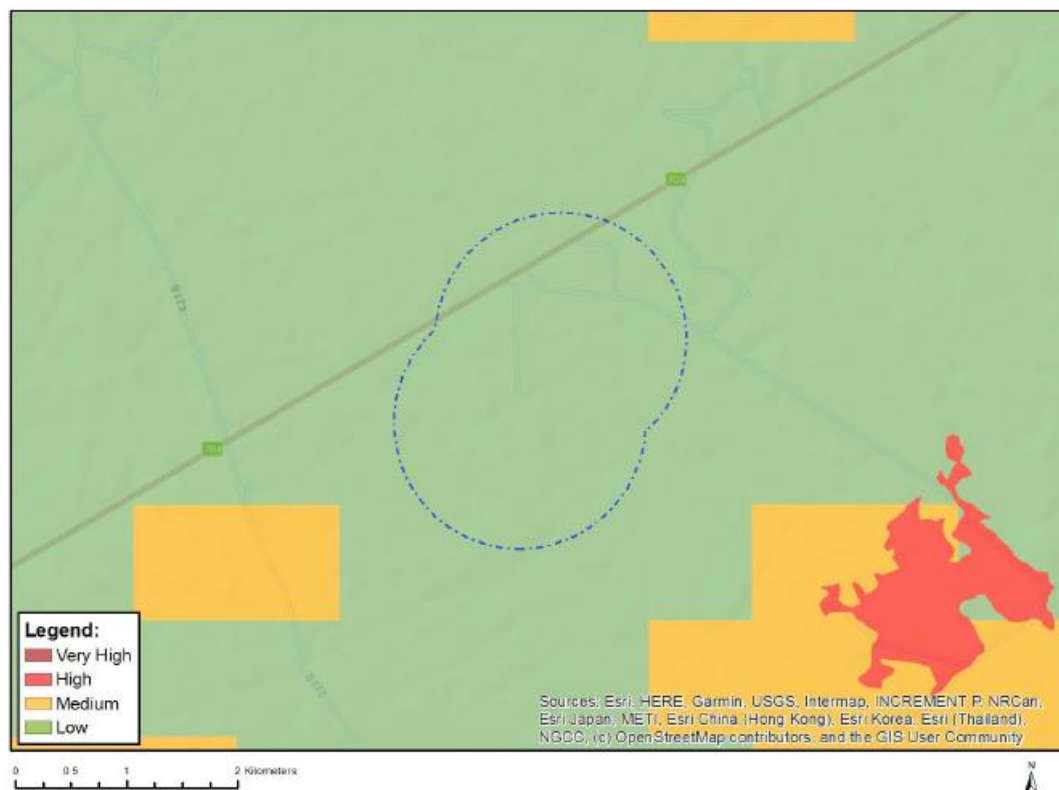 S173
S173
Legend:
Very High
High
Medium
Low
Sources: Esri, HERE, Garmin, USGS, Intermap, INCREMENT P, NRCan,
Esri Japan, METI, Esri China (Hong Kong), Esri Korea, Esri (Thailand),
NGCC, (c) OpenStreetMap contributors, and the GIS User Community
0 0.5 1 2 Kilometers
N